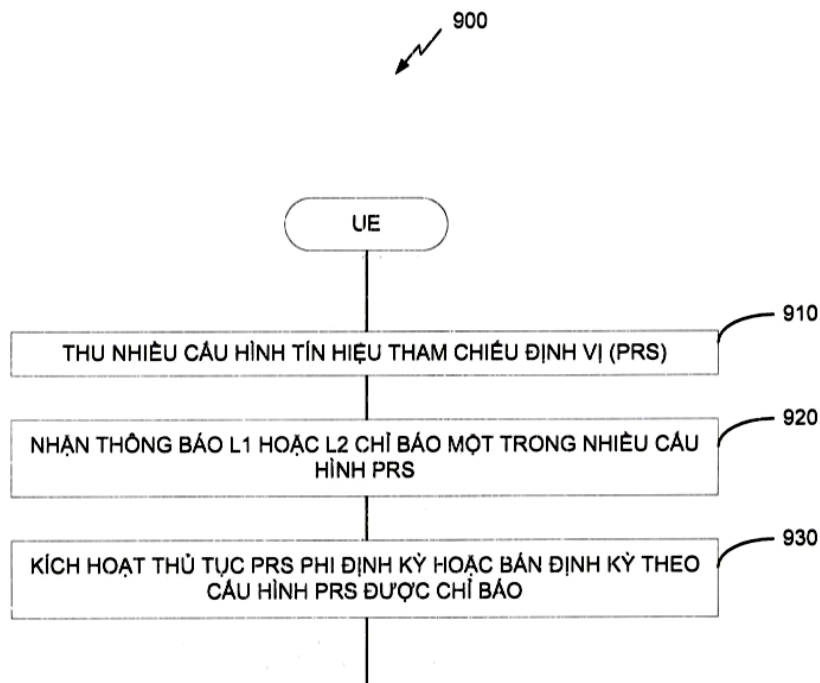 900
UE
910
THU NHIỀU CẤU HÌNH TÍN HIỆU THAM CHIẾU ĐỊNH VỊ (PRS)
920
NHẬN THÔNG BÁO L1 HOẶC L2 CHỈ BÁO MỘT TRONG NHIỀU CẤU
HÌNH PRS
930
KÍCH HOẠT THỦ TỤC PRS PHI ĐỊNH KỲ HOẶC BÁN ĐỊNH KỲ THEO
CẤU HÌNH PRS ĐƯỢC CHỈ BÁO